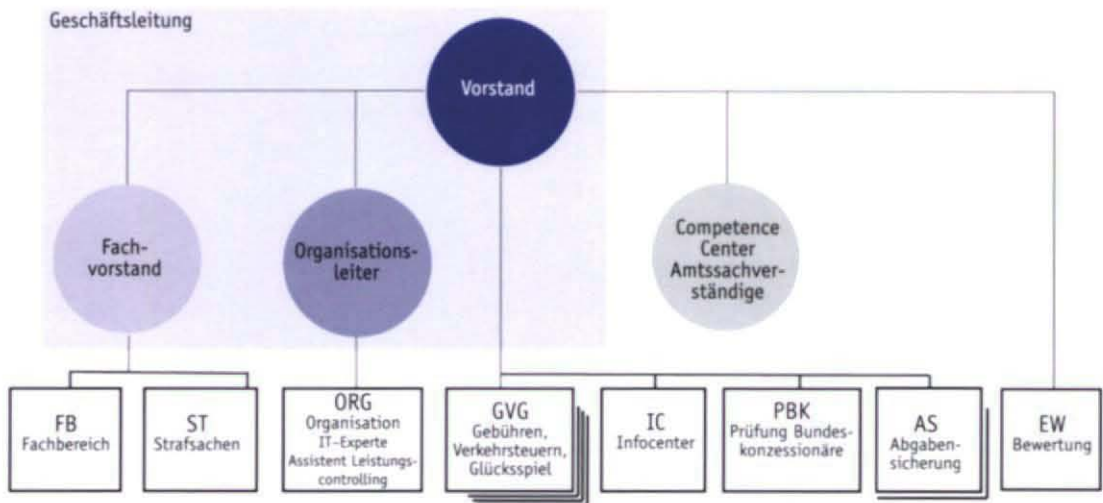 Geschäftsleitung
Vorstand
Fach-
vorstand
Organisations-
leiter
Competence
Center
Amtssachver-
ständige
FB
Fachbereich
ST
Strafsachen
ORG
Organisation
IT-Experte
Assistent Leistungs-
controlling
GVG
Gebühren,
Verkehrsteuern,
Glücksspiel
IC
Infocenter
PBK
Prüfung Bundes-
konzessionäre
AS
Abgaben-
sicherung
EW
Bewertung